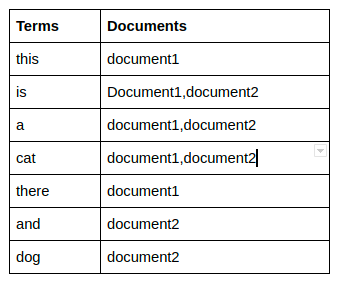 Terms Documents
this document1
is Document1,document2
a document1,document2
cat document1,document2
there document1
and document2
dog document2